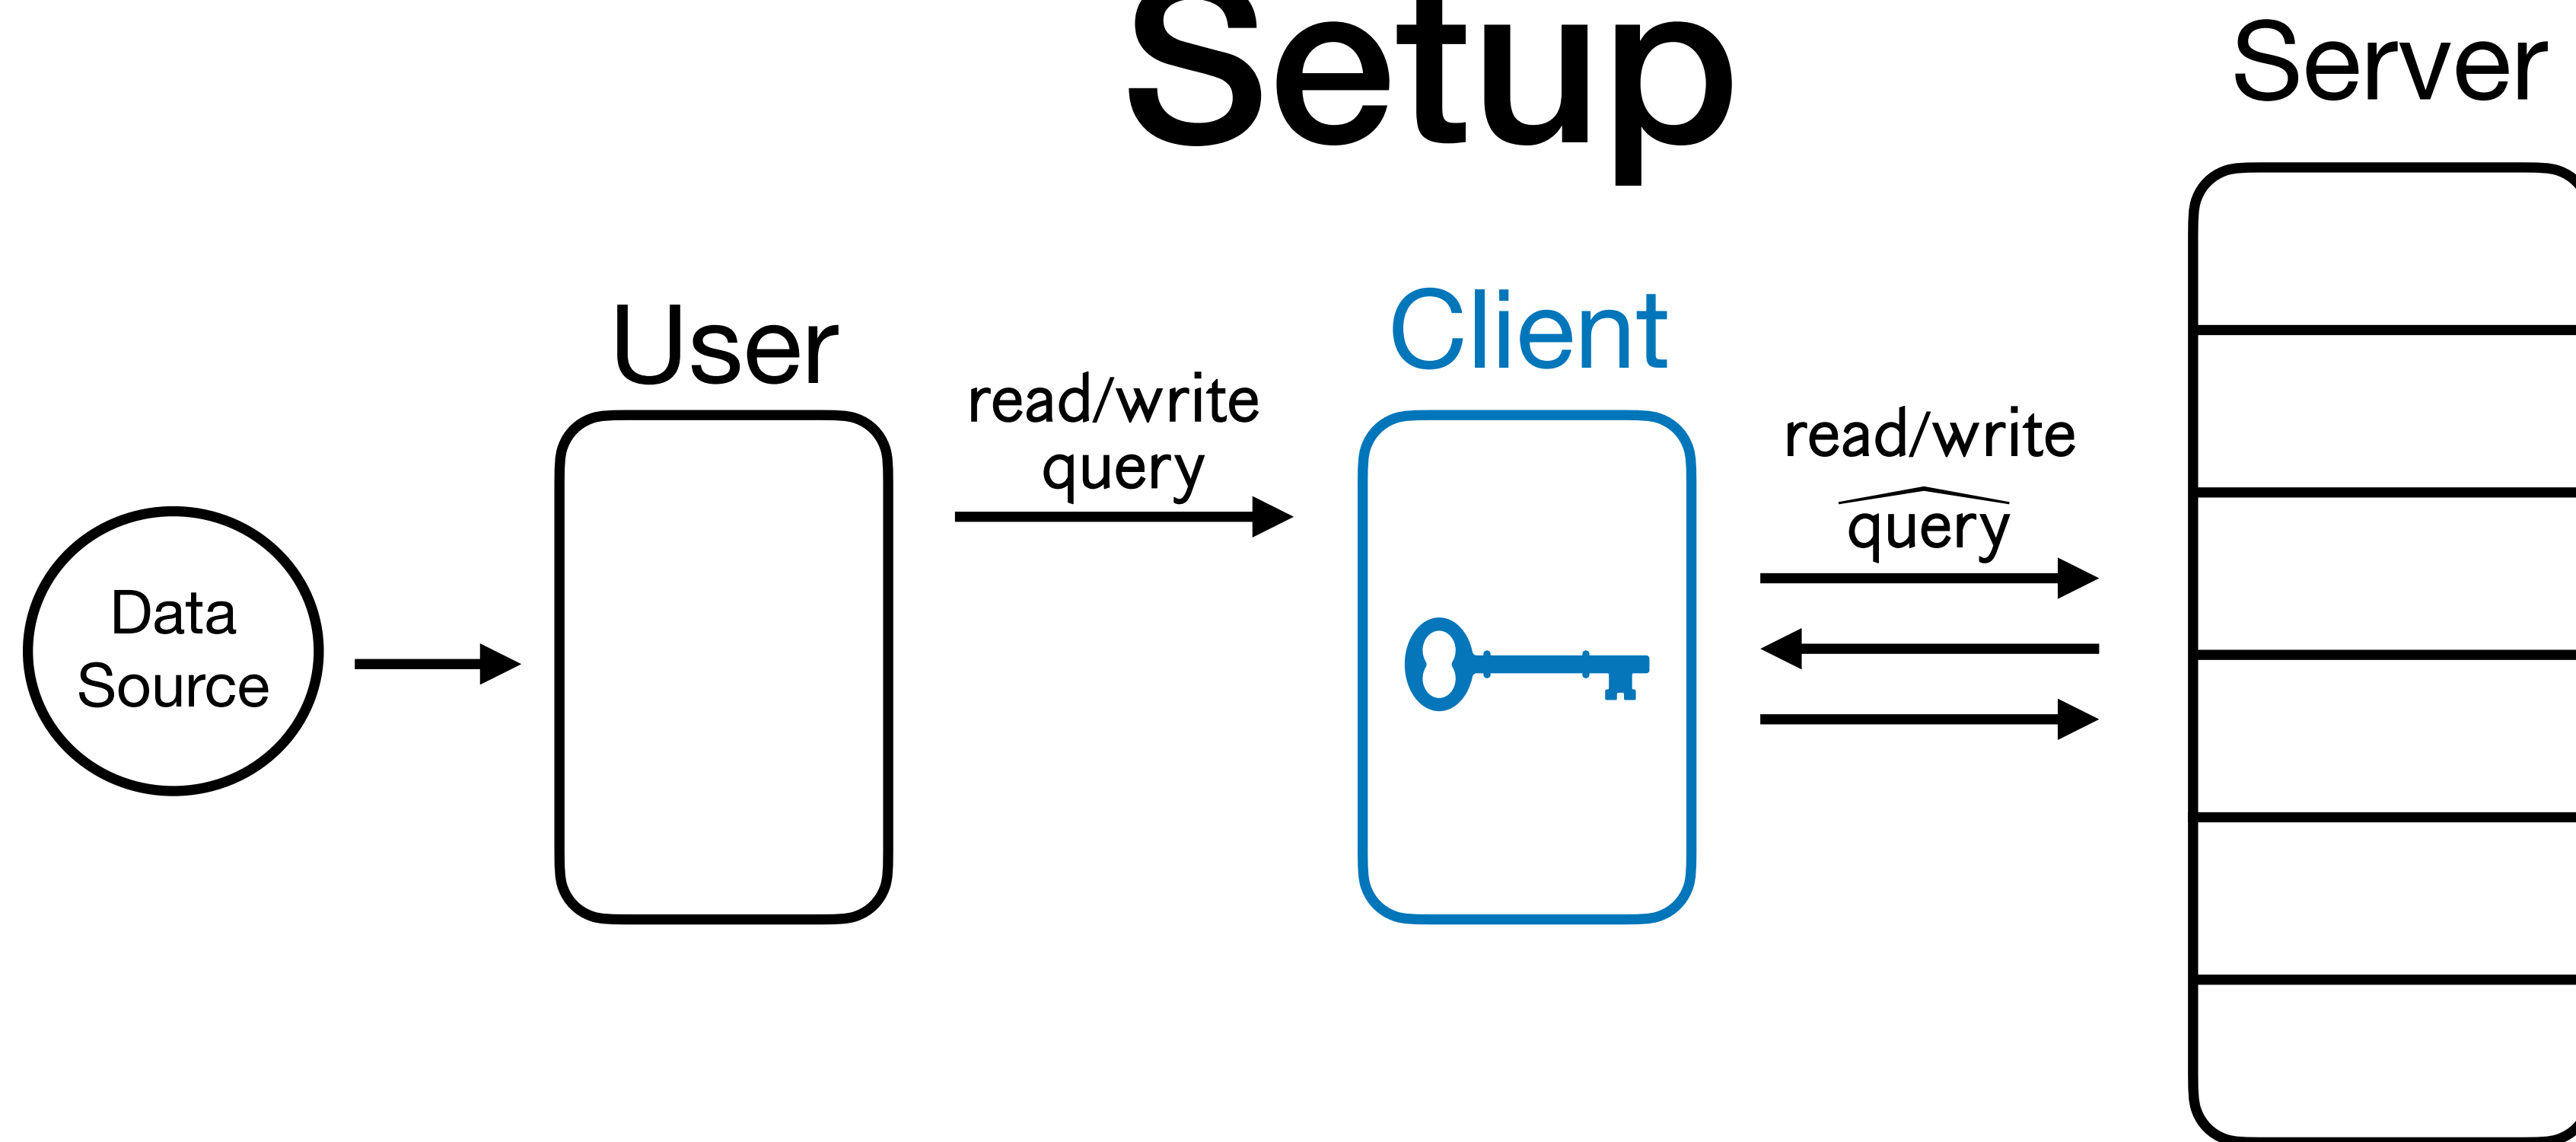 Setup
Server
User
Client
read/write
query
read/write
query
Data
Source